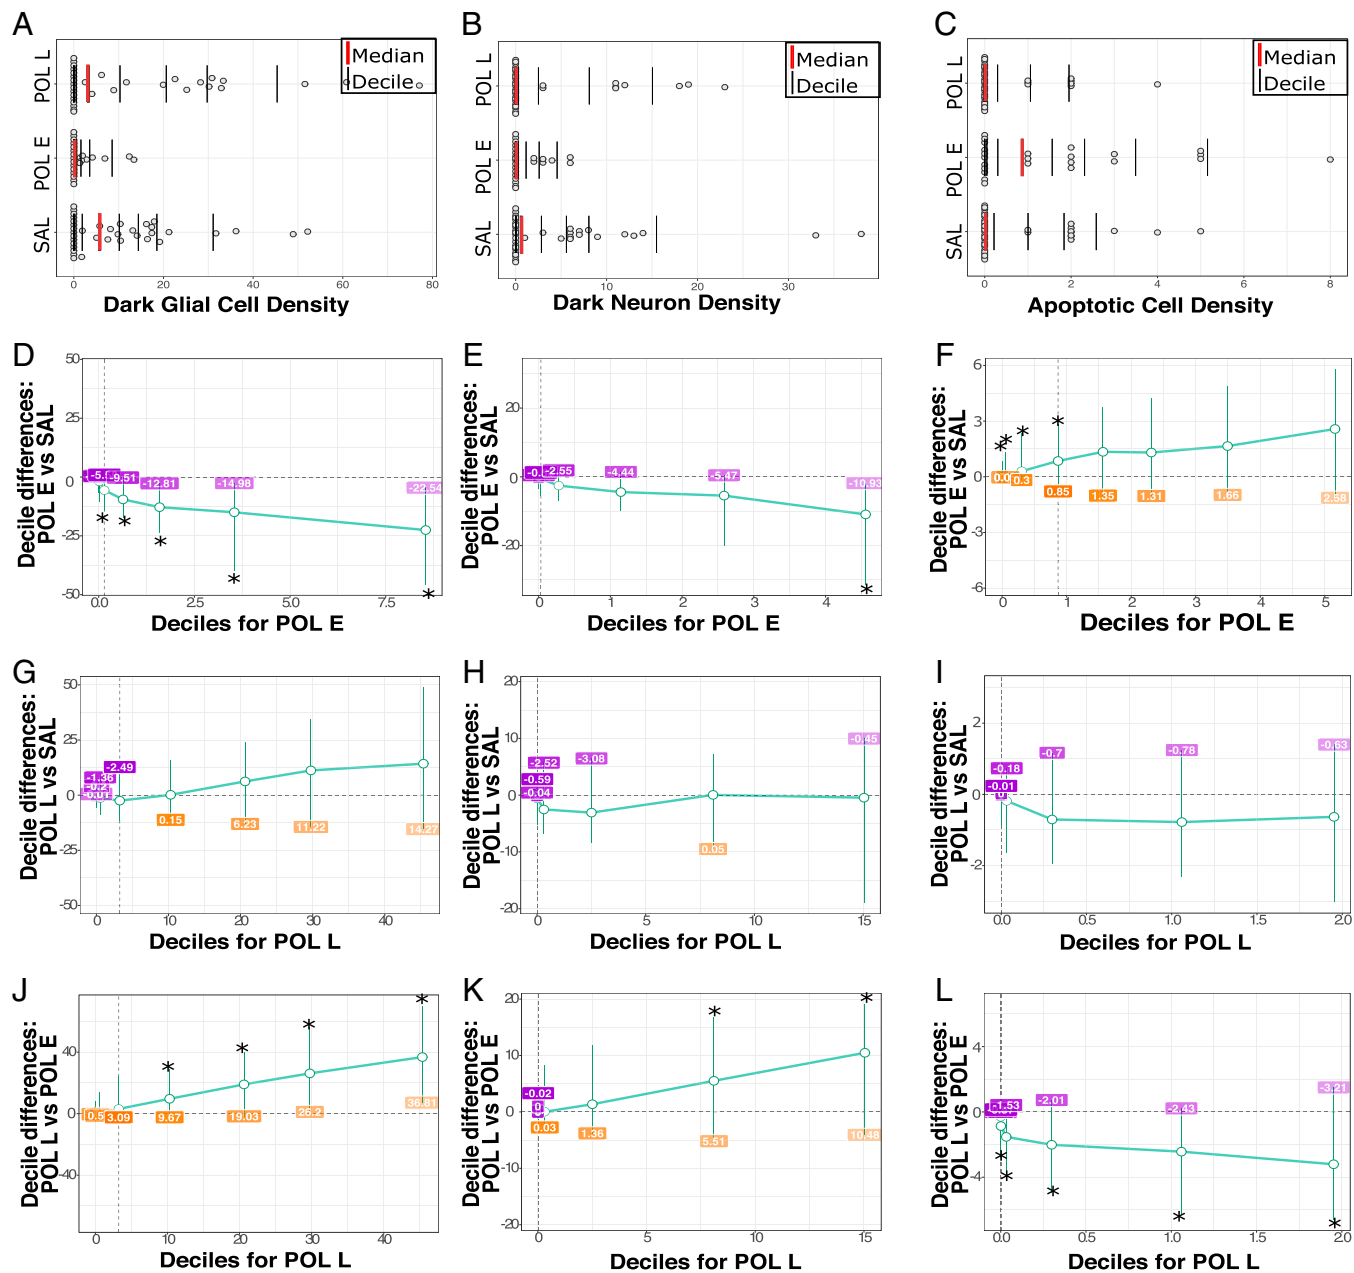 A
B
C
POL L
POL E
SAL
Median
Decile
0
20
40
60
80
Dark Glial Cell Density
POL L
POL E
SAL
Median
Decile
0
10
20
30
Dark Neuron Density
POL L
POL E
SAL
Median
Decile
0
2
4
6
8
Apoptotic Cell Density
D
Decile differences:
POL E vs SAL
50
25
0
-25
-50
-9.51
-12.81
-14.98
-22.54
*
*
*
*
*
0.0
2.5
5.0
7.5
Deciles for POL E
E
Decile differences:
POL E vs SAL
20
0
-20
-2.55
-4.44
-5.47
-10.93
*
0
1
2
3
4
Deciles for POL E
F
Decile differences:
POL E vs SAL
6
3
0
-3
-6
*
*
*
*
0.3
0.85
1.35
1.31
1.66
2.58
0
1
2
3
4
5
Deciles for POL E
G
Decile differences:
POL L vs SAL
50
25
0
-25
-50
-1.36
-0.2
-0.01
-2.49
0.15
6.23
11.22
14.27
0
10
20
30
40
Deciles for POL L
H
Decile differences:
POL L vs SAL
20
10
0
-10
-20
-2.52
-0.59
-0.04
-3.08
0.05
-0.45
0
5
10
15
Declies for POL L
I
Decile differences:
POL L vs SAL
2
0
-2
-0.18
-0.01
0
-0.7
-0.78
-0.63
0.0
0.5
1.0
1.5
2.0
Deciles for POL L
J
Decile differences:
POL L vs POL E
40
0
-40
3.09
9.67
19.03
26.2
36.81
*
*
*
*
0
10
20
30
40
Deciles for POL L
K
Decile differences:
POL L vs POL E
20
10
0
-10
-20
-0.02
0
0.03
1.36
5.51
10.48
*
*
0
5
10
15
Deciles for POL L
L
Decile differences:
POL L vs POL E
4
0
-4
-1.53
-2.01
-2.43
-3.21
*
*
*
*
*
0.0
0.5
1.0
1.5
2.0
Deciles for POL L